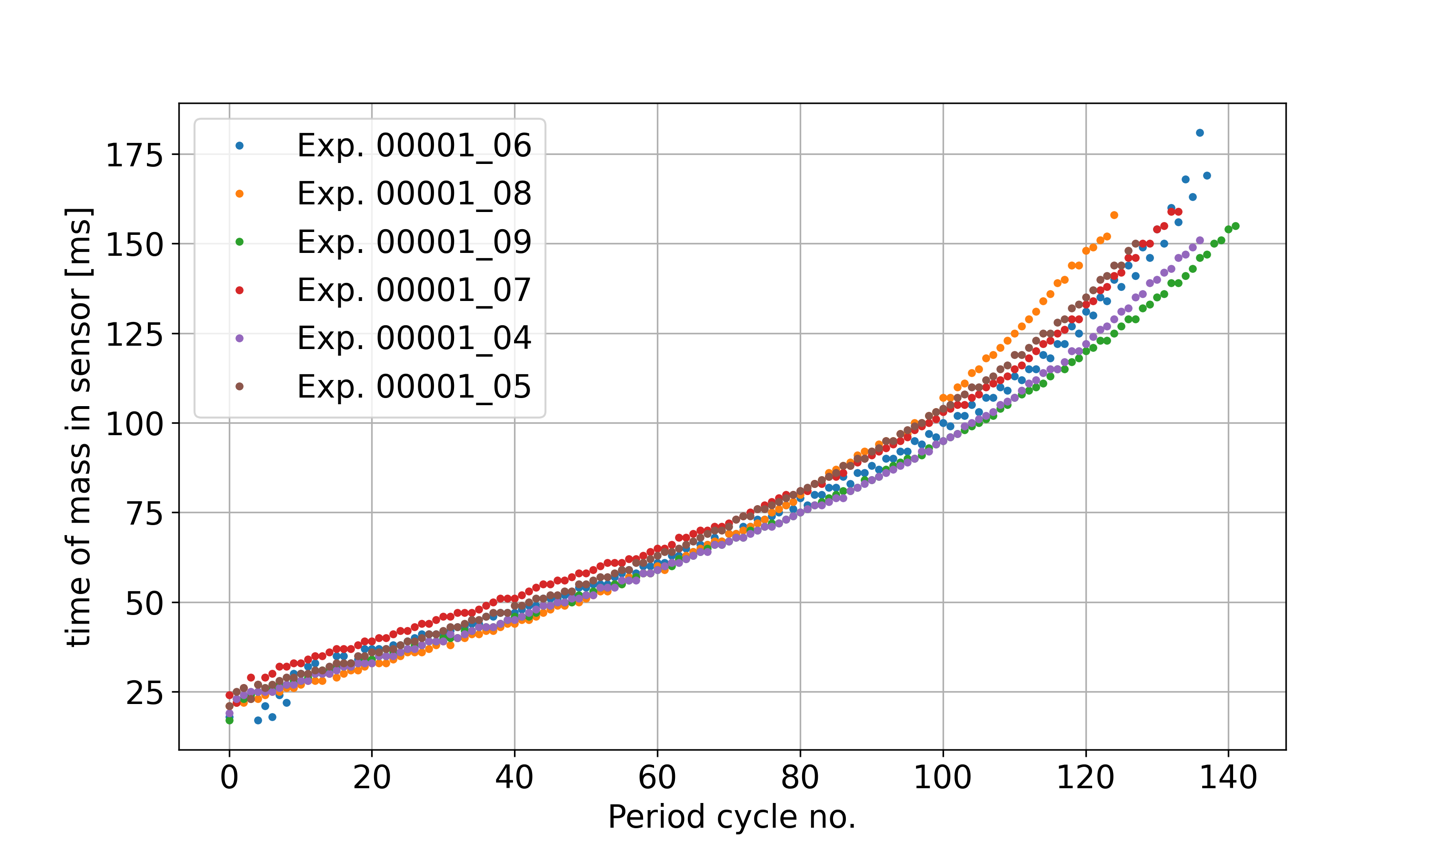 Exp. 00001_06
Exp. 00001_08
Exp. 00001_09
Exp. 00001_07
Exp. 00001_04
Exp. 00001_05
175
150
125
100
75
50
25
time of mass in sensor [ms]
0 20 40 60 80 100 120 140
Period cycle no.